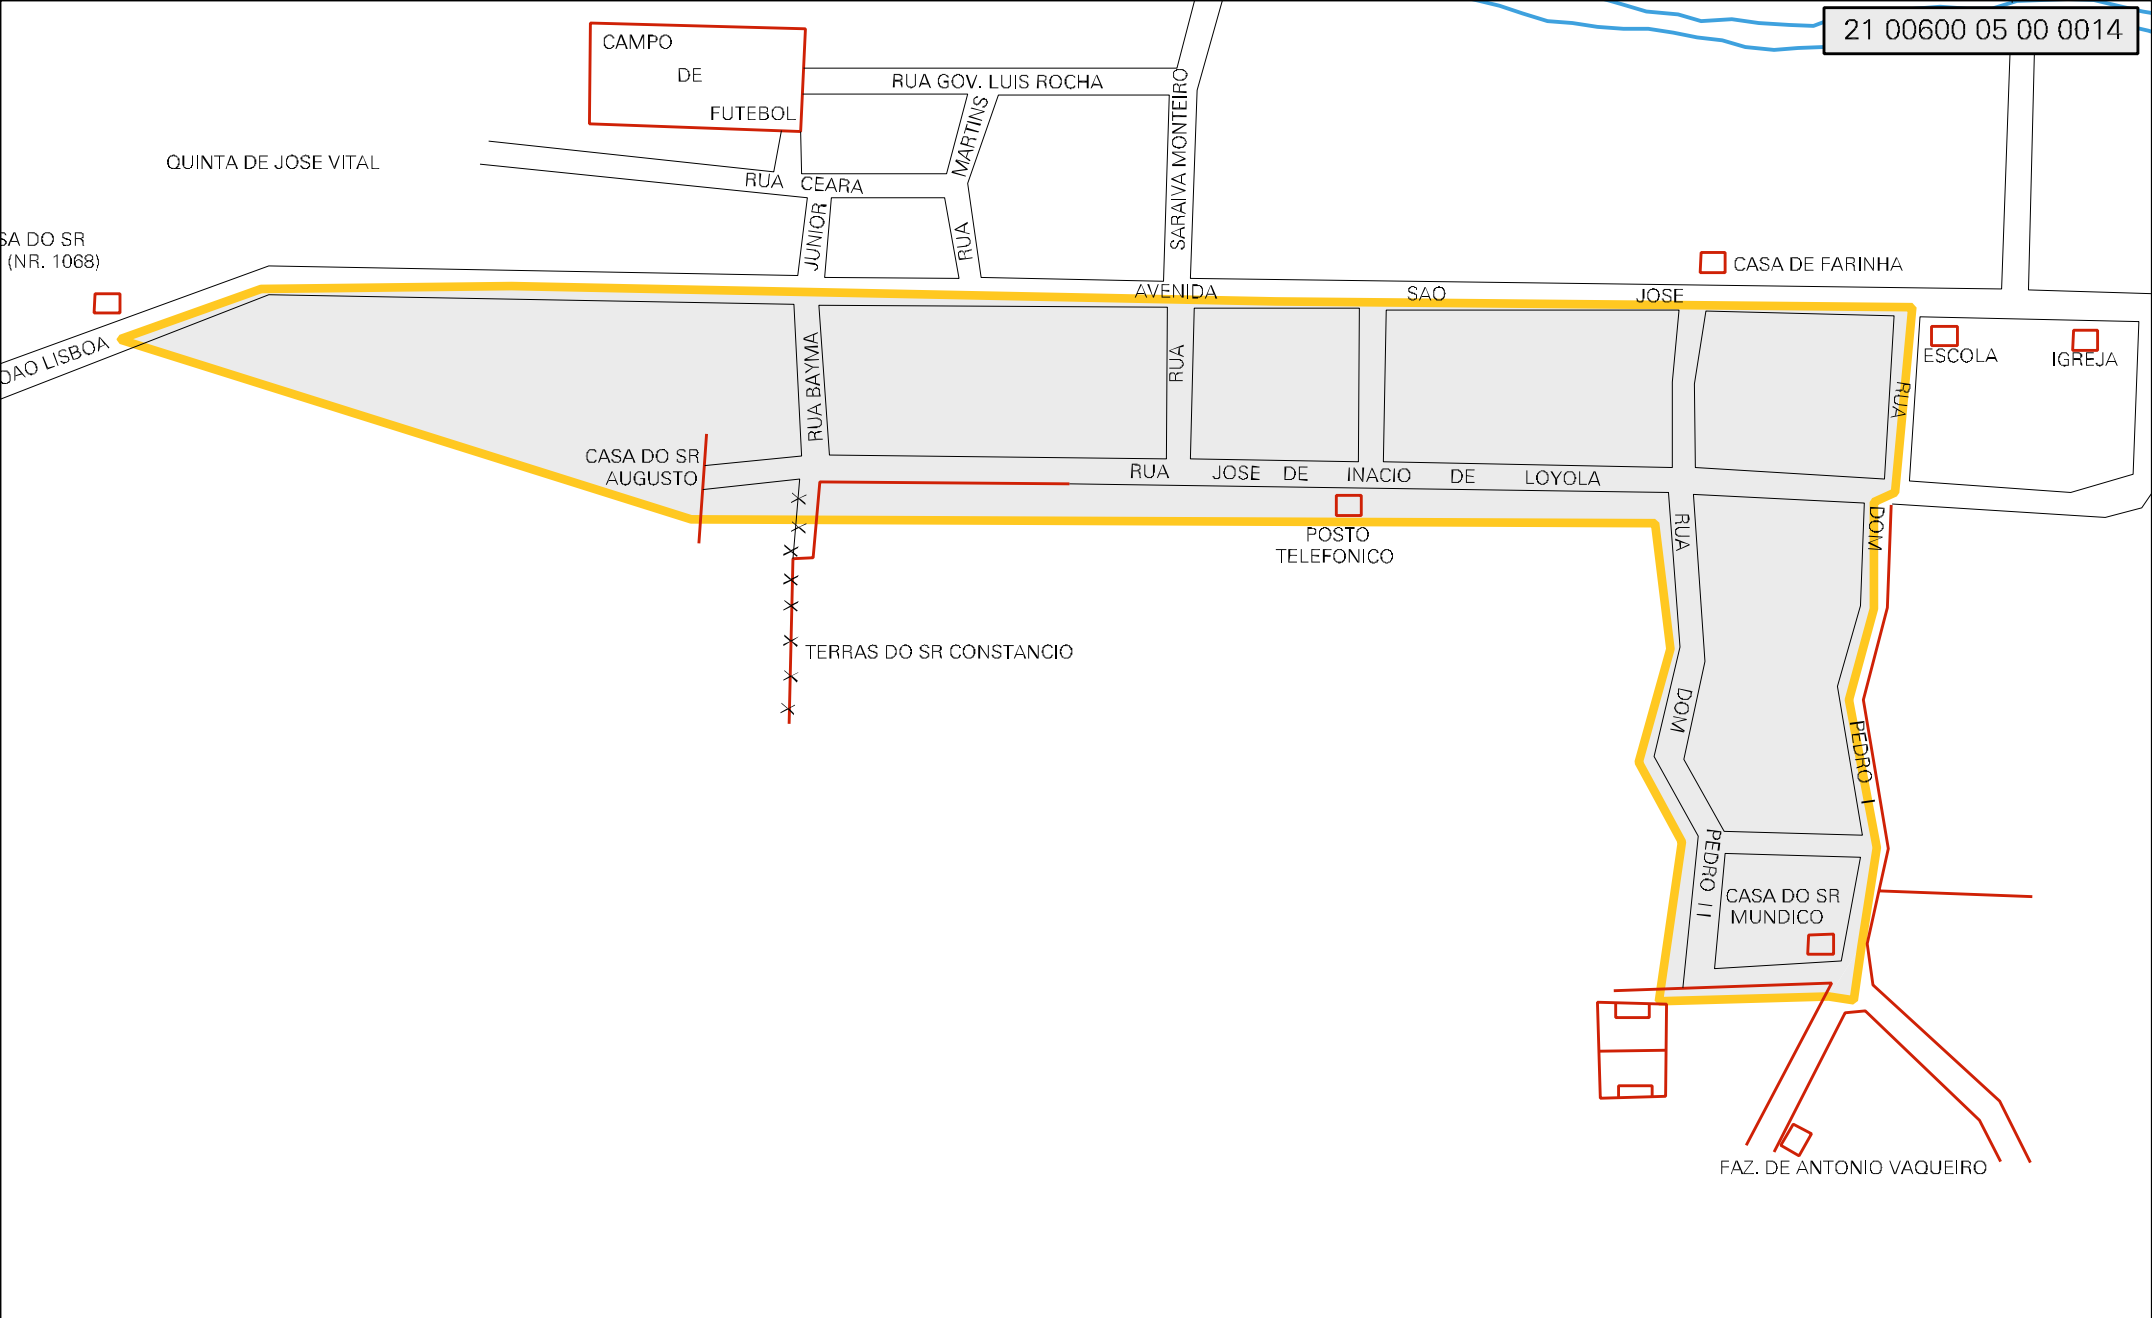 21 00600 05 00 0014
CAMPO
DE
FUTEBOL
RUA GOV. LUIS ROCHA
MARTINS
SARAIVA MONTEIRO
QUINTA DE JOSE VITAL
RUA CEARA
JUNIOR
RUA
SA DO SR
(NR. 1068)
CASA DE FARINHA
AVENIDA SAO JOSE
OAO LISBOA
RUA BAYMA
RUA
RUA
ESCOLA
IGREJA
CASA DO SR
AUGUSTO
RUA JOSE DE INACIO DE LOYOLA
POSTO
TELEFONICO
RUA
DOM
TERRAS DO SR CONSTANCIO
DOM
PEDRO I
PEDRO II
CASA DO SR
MUNDICO
FAZ. DE ANTONIO VAQUEIRO